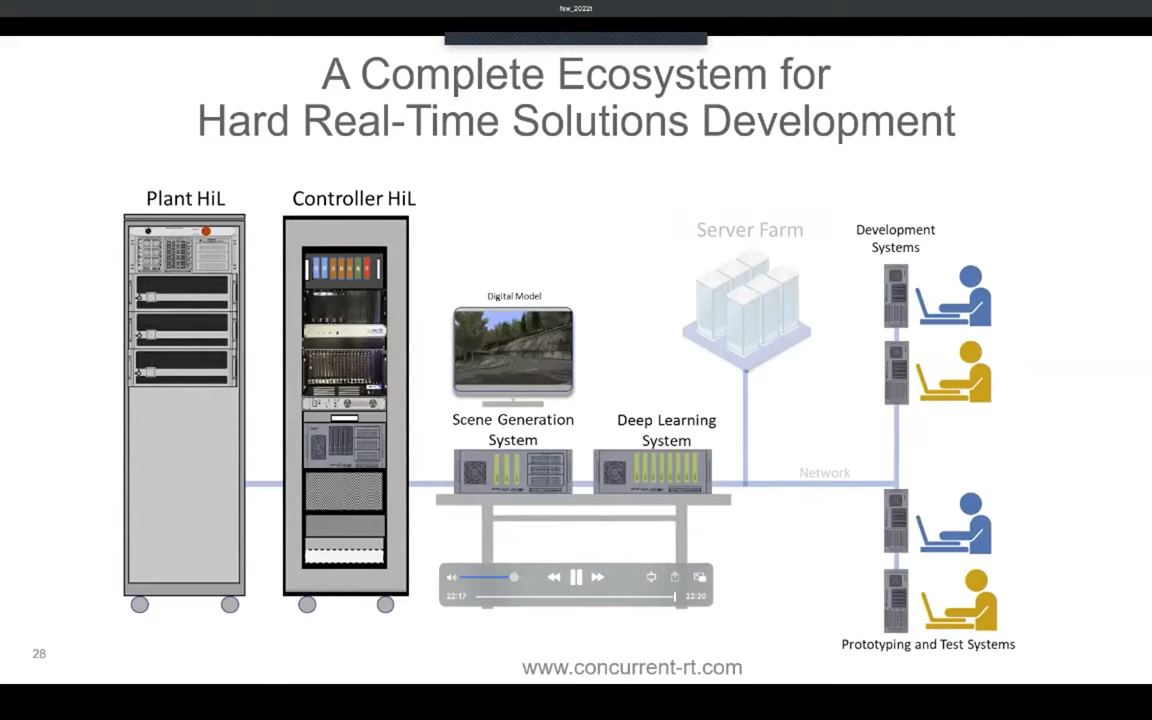 fsw_2022t
A Complete Ecosystem for
Hard Real-Time Solutions Development
Plant HiL
Controller HiL
Server Farm
Development
Systems
Digital Model
Scene Generation
System
Deep Learning
System
Network
22:17
22:20
Prototyping and Test Systems
28
www.concurrent-rt.com